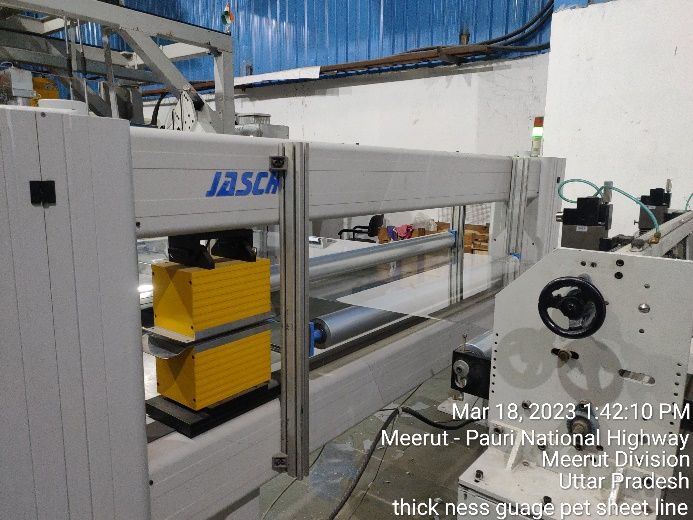 JASCH
Mar 18, 2023 1:42:10 PM
Meerut - Pauri National Highway
Meerut Division
Uttar Pradesh
thick ness guage pet sheet line